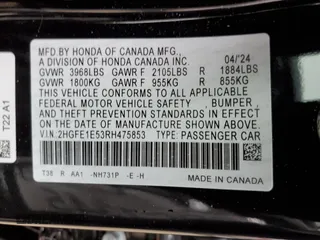 MFD.BY HONDA OF CANADA MFG.,
A DIVISION OF HONDA CANADA INC. 04/'24
GVWR 3968LBS GAWR F 2105LBS R 1884LBS
GVWR 1800KG GAWR F 955KG R 855KG
THIS VEHICLE CONFORMS TO ALL APPLICABLE
FEDERAL MOTOR VEHICLE SAFETY , BUMPER ,
AND THEFT PREVENTION STANDARDS IN EFFECT
ON THE DATE OF MANUFACTURE SHOWN ABOVE.
V.I.N. 2HGFE1E53RH475853 TYPE: PASSENGER CAR
T38 R AA1 -NH731P -E -H
MADE IN CANADA
T22 A1